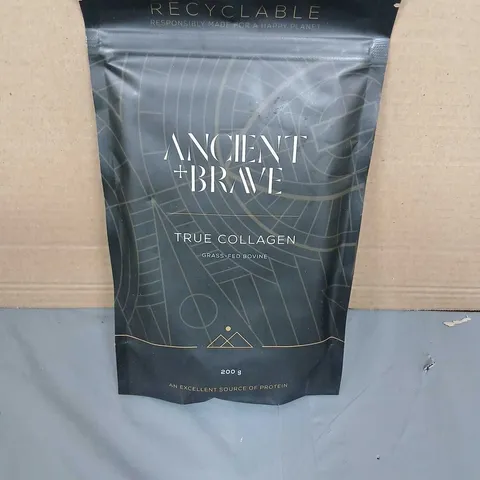 RECYCLABLE
RESPONSIBLY MADE FOR A HAPPY PLANET
ANCIENT
+BRAVE
TRUE COLLAGEN
GRASS-FED BOVINE
200 g
AN EXCELLENT SOURCE OF PROTEIN